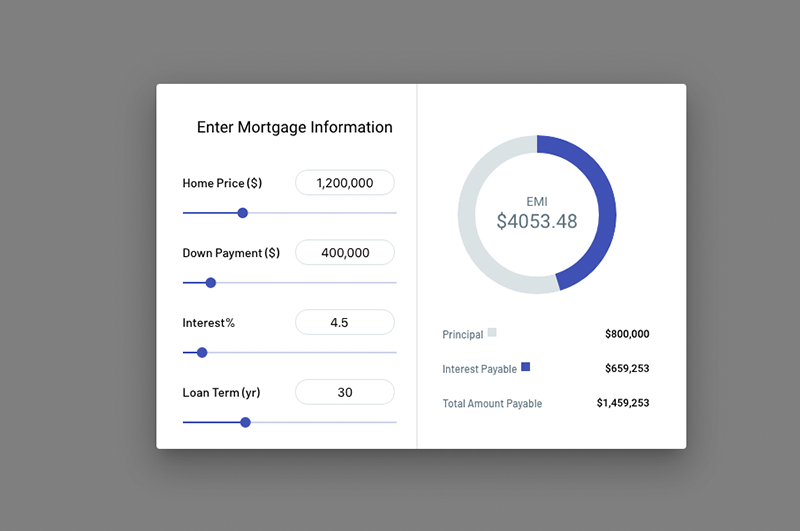 Enter Mortgage Information
Home Price ($) 1,200,000
Down Payment ($) 400,000
Interest% 4.5
Loan Term (yr) 30
EMI
$4053.48
Principal $800,000
Interest Payable $659,253
Total Amount Payable $1,459,253